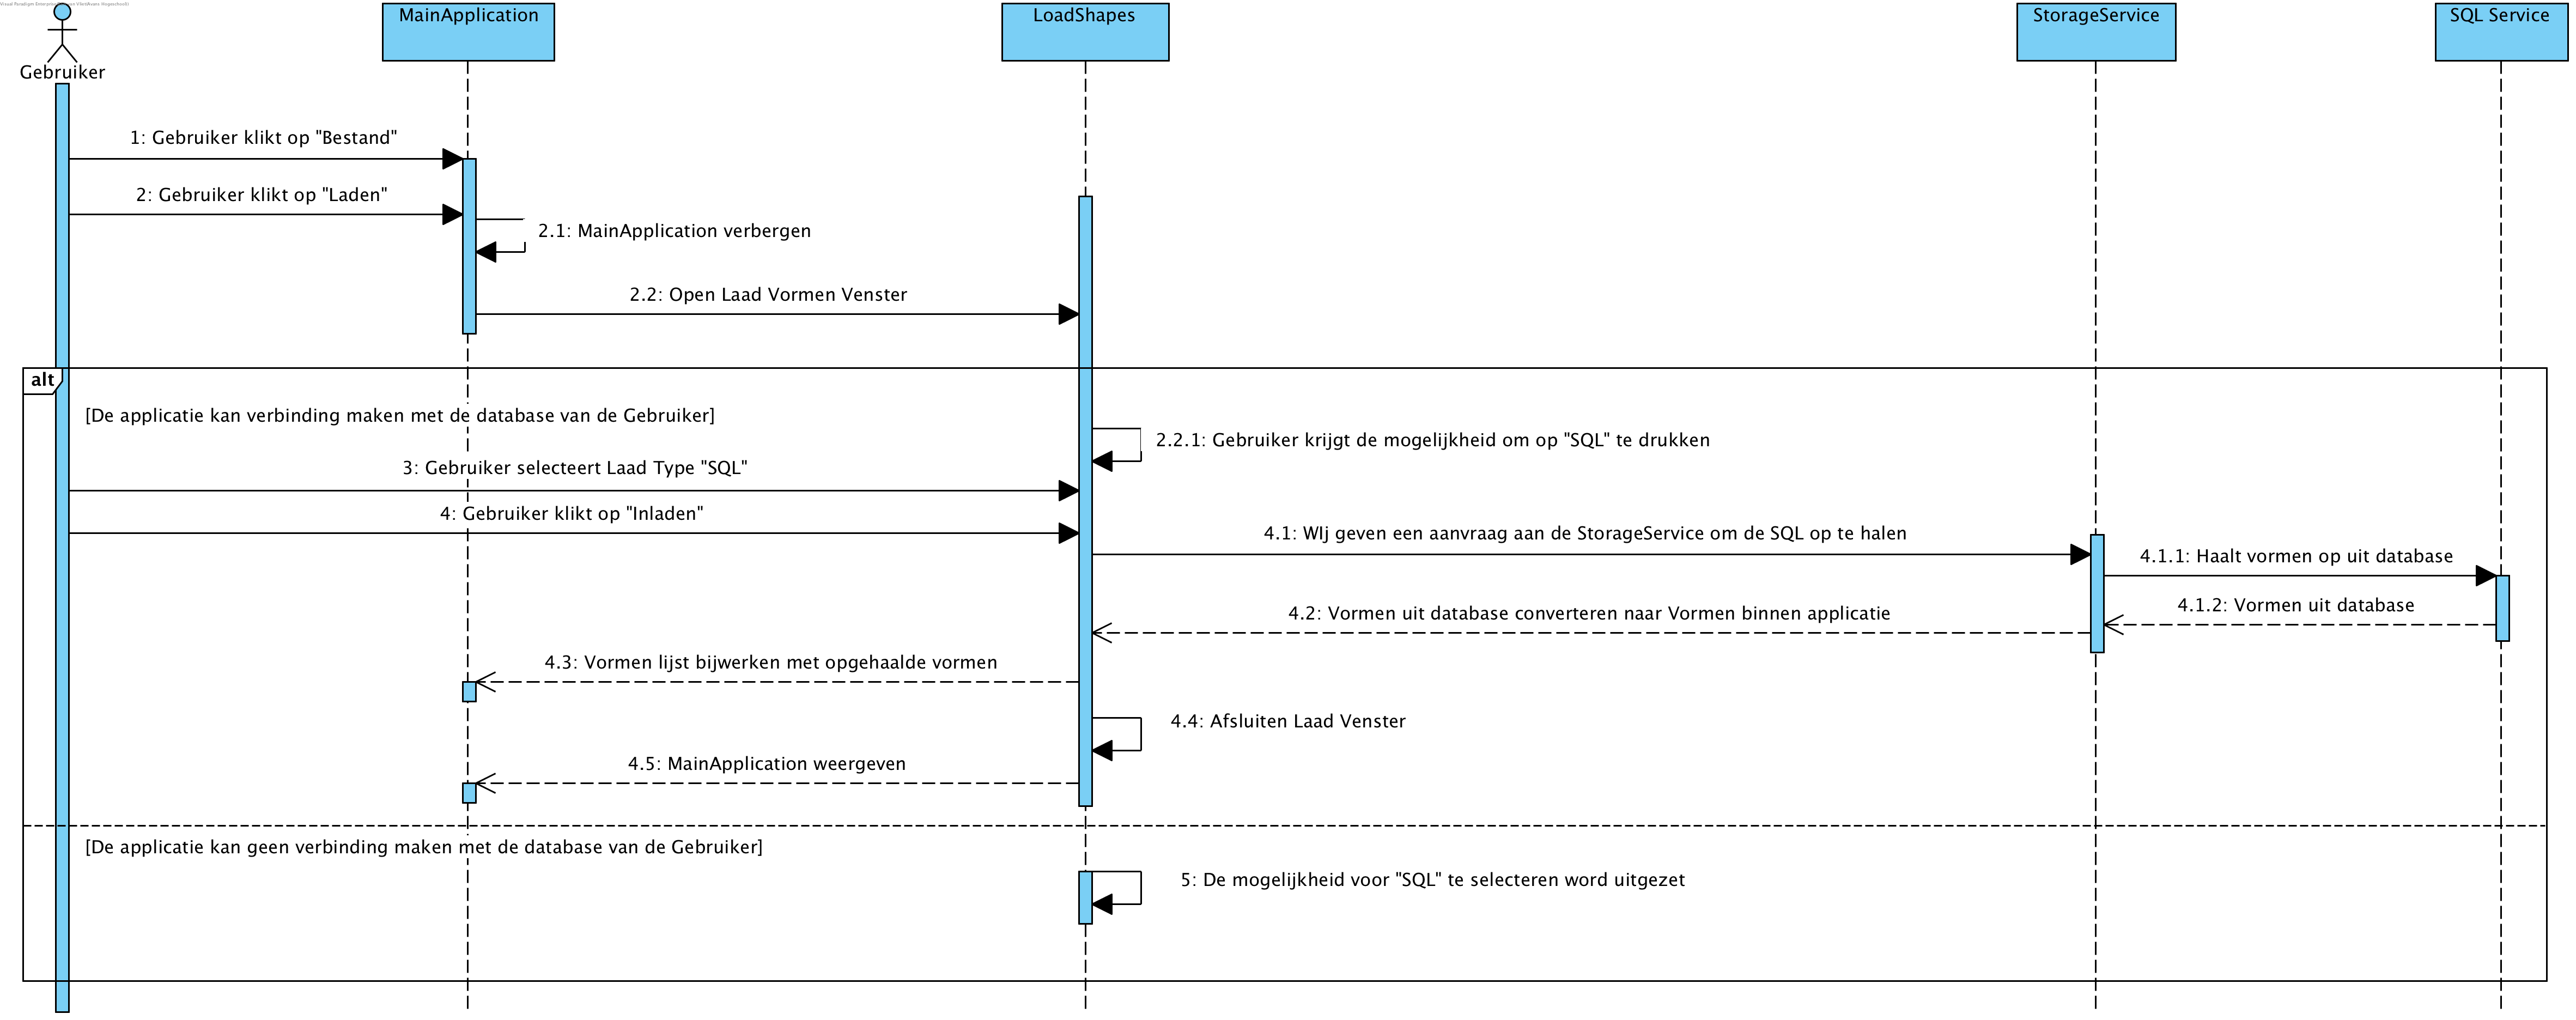 MainApplication
LoadShapes
StorageService
SQL Service
Gebruiker
1: Gebruiker klikt op "Bestand"
2: Gebruiker klikt op "Laden"
2.1: MainApplication verbergen
2.2: Open Laad Vormen Venster
alt
[De applicatie kan verbinding maken met de database van de Gebruiker]
2.2.1: Gebruiker krijgt de mogelijkheid om op "SQL" te drukken
3: Gebruiker selecteert Laad Type "SQL"
4: Gebruiker klikt op "Inladen"
4.1: WIj geven een aanvraag aan de StorageService om de SQL op te halen
4.1.1: Haalt vormen op uit database
4.1.2: Vormen uit database
4.2: Vormen uit database converteren naar Vormen binnen applicatie
4.3: Vormen lijst bijwerken met opgehaalde vormen
4.4: Afsluiten Laad Venster
4.5: MainApplication weergeven
[De applicatie kan geen verbinding maken met de database van de Gebruiker]
5: De mogelijkheid voor "SQL" te selecteren word uitgezet